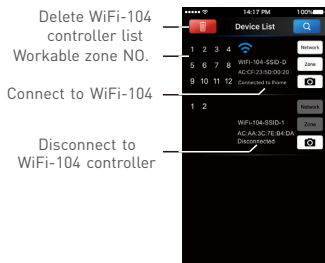 Delete WiFi-104
controller list
Workable zone NO.
Connect to WiFi-104
Disconnect to
WiFi-104 controller
14:17 PM
100%
Device List
1 2 3 4
5 6 7 8
9 10 11 12
WiFi-104-SSID-D
AC:CF:23:5D:D0:20
Connected to Ihome
Network
Zone
1 2
WiFi-104-SSID-1
AC:AA:3C:7E:B4:DA
Disconnected
Network
Zone